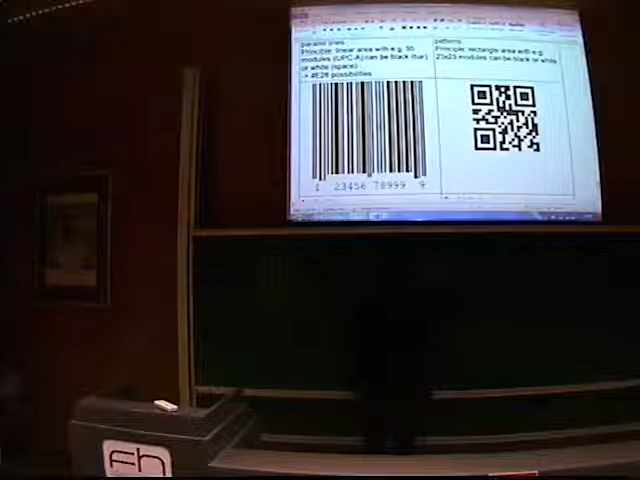 parallel lines
Principle: linear area with e.g. 95
modules (UPC-A) can be black (bar)
or white (space)
-> 4E28 possibilities
1 23456 78999 9
patterns
Principle: rectangle area with e.g.
23x23 modules can be black or white
Fh